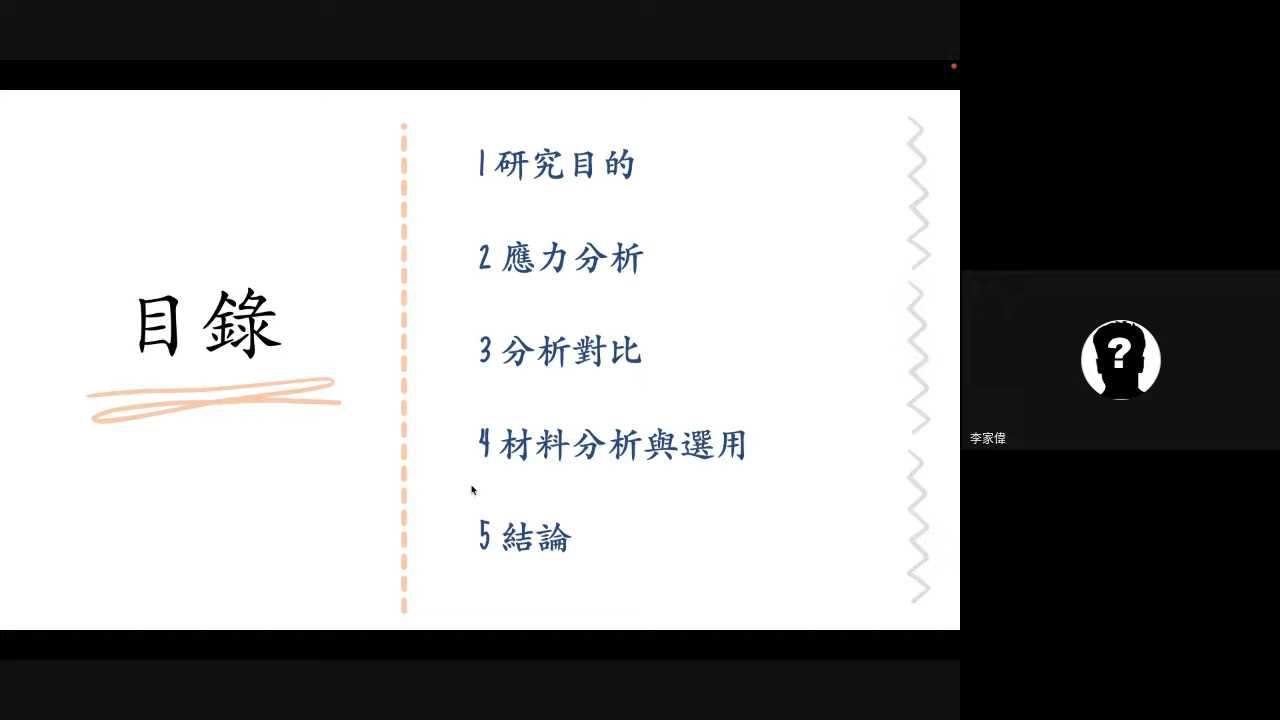 目錄
1 研究目的
2 應力分析
3 分析對比
4 材料分析與選用
5 結論
?
李家偉